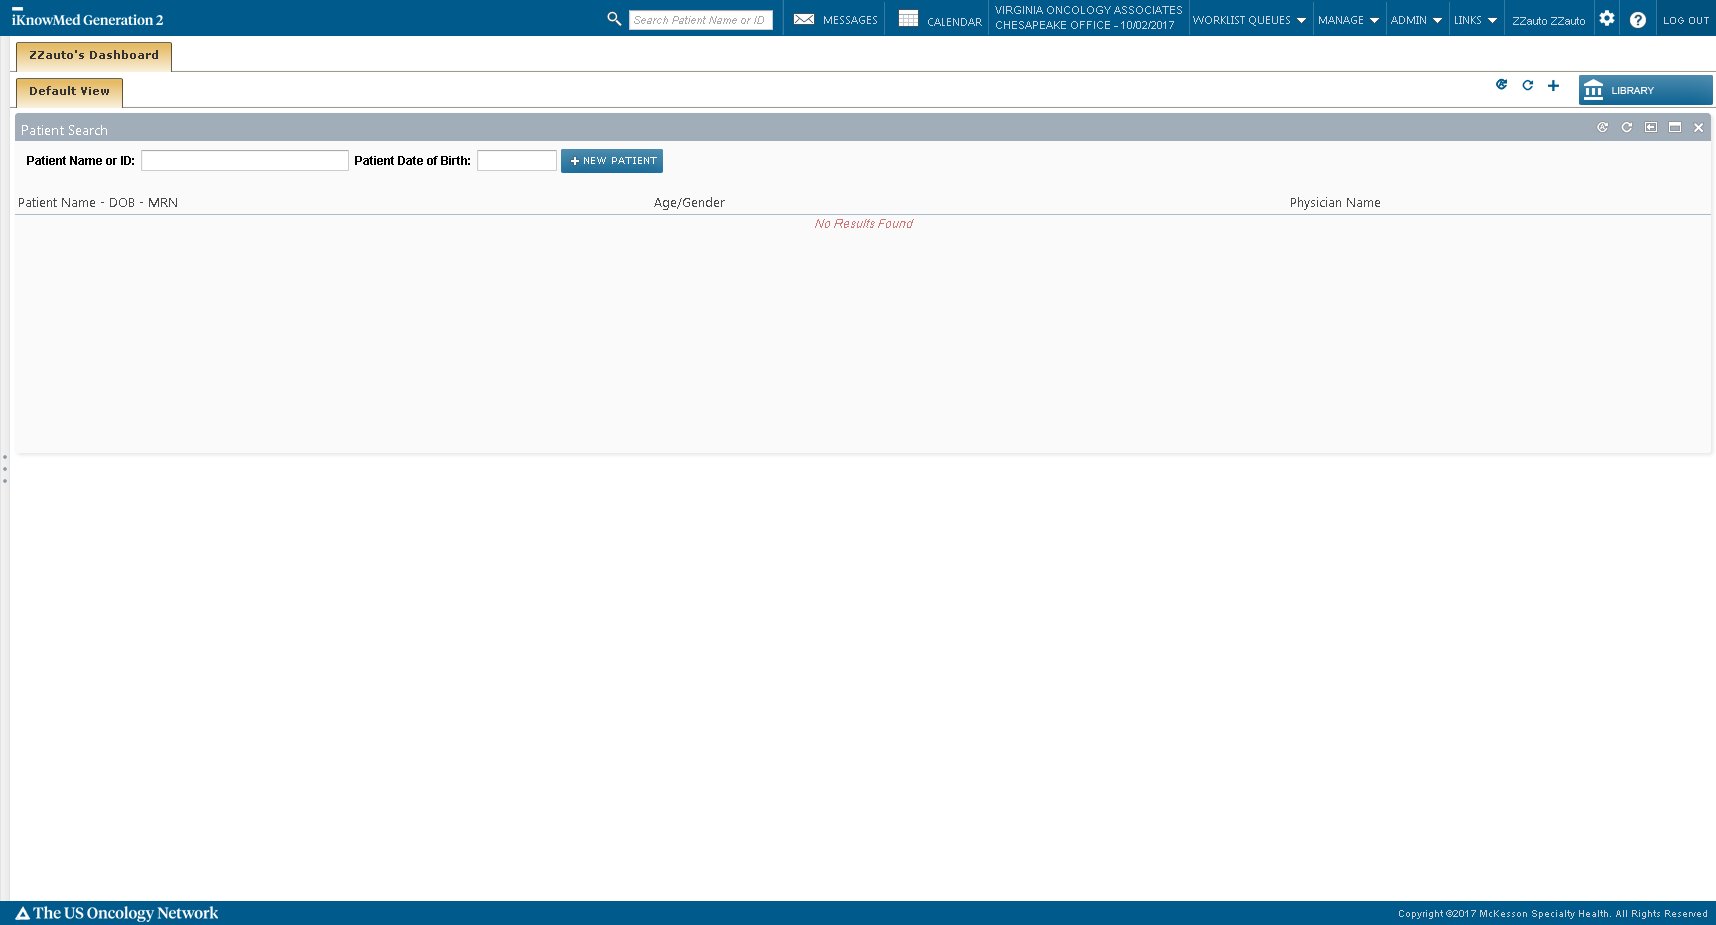 iKnowMed Generation 2
Search Patient Name or ID
MESSAGES
CALENDAR
VIRGINIA ONCOLOGY ASSOCIATES
CHESAPEAKE OFFICE - 10/02/2017
WORKLIST QUEUES
MANAGE
ADMIN
LINKS
ZZauto ZZauto
LOG OUT
ZZauto's Dashboard
Default View
LIBRARY
Patient Search
Patient Name or ID:
Patient Date of Birth:
+ NEW PATIENT
Patient Name - DOB - MRN
Age/Gender
Physician Name
No Results Found
The US Oncology Network
Copyright ©2017 McKesson Specialty Health. All Rights Reserved